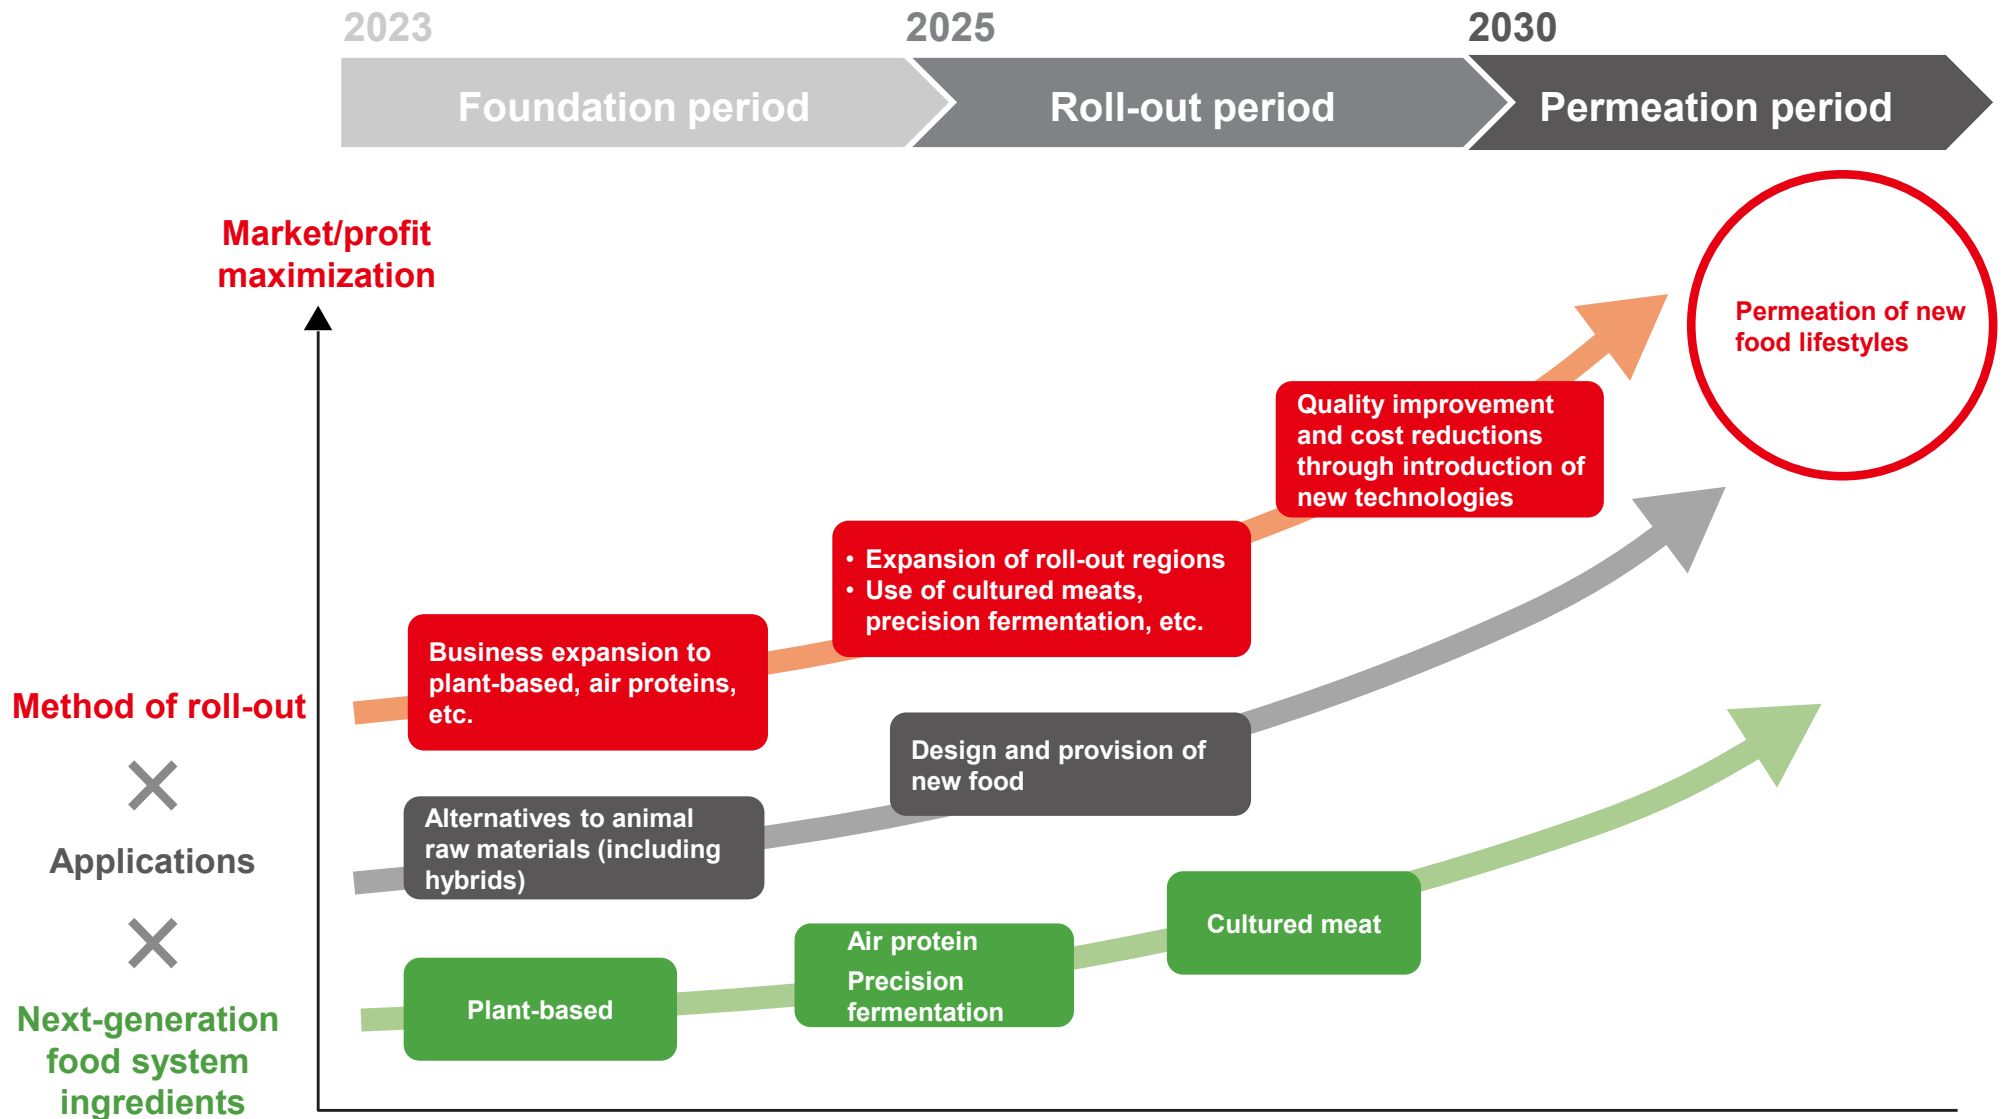 2023
2025
2030
Foundation period
Roll-out period
Permeation period
Market/profit
maximization
Permeation of new
food lifestyles
Quality improvement
and cost reductions
through introduction of
new technologies
• Expansion of roll-out regions
• Use of cultured meats,
precision fermentation, etc.
Business expansion to
plant-based, air proteins,
etc.
Method of roll-out
×
Design and provision of
new food
Alternatives to animal
raw materials (including
hybrids)
Applications
×
Cultured meat
Air protein
Precision
fermentation
Plant-based
Next-generation
food system
ingredients